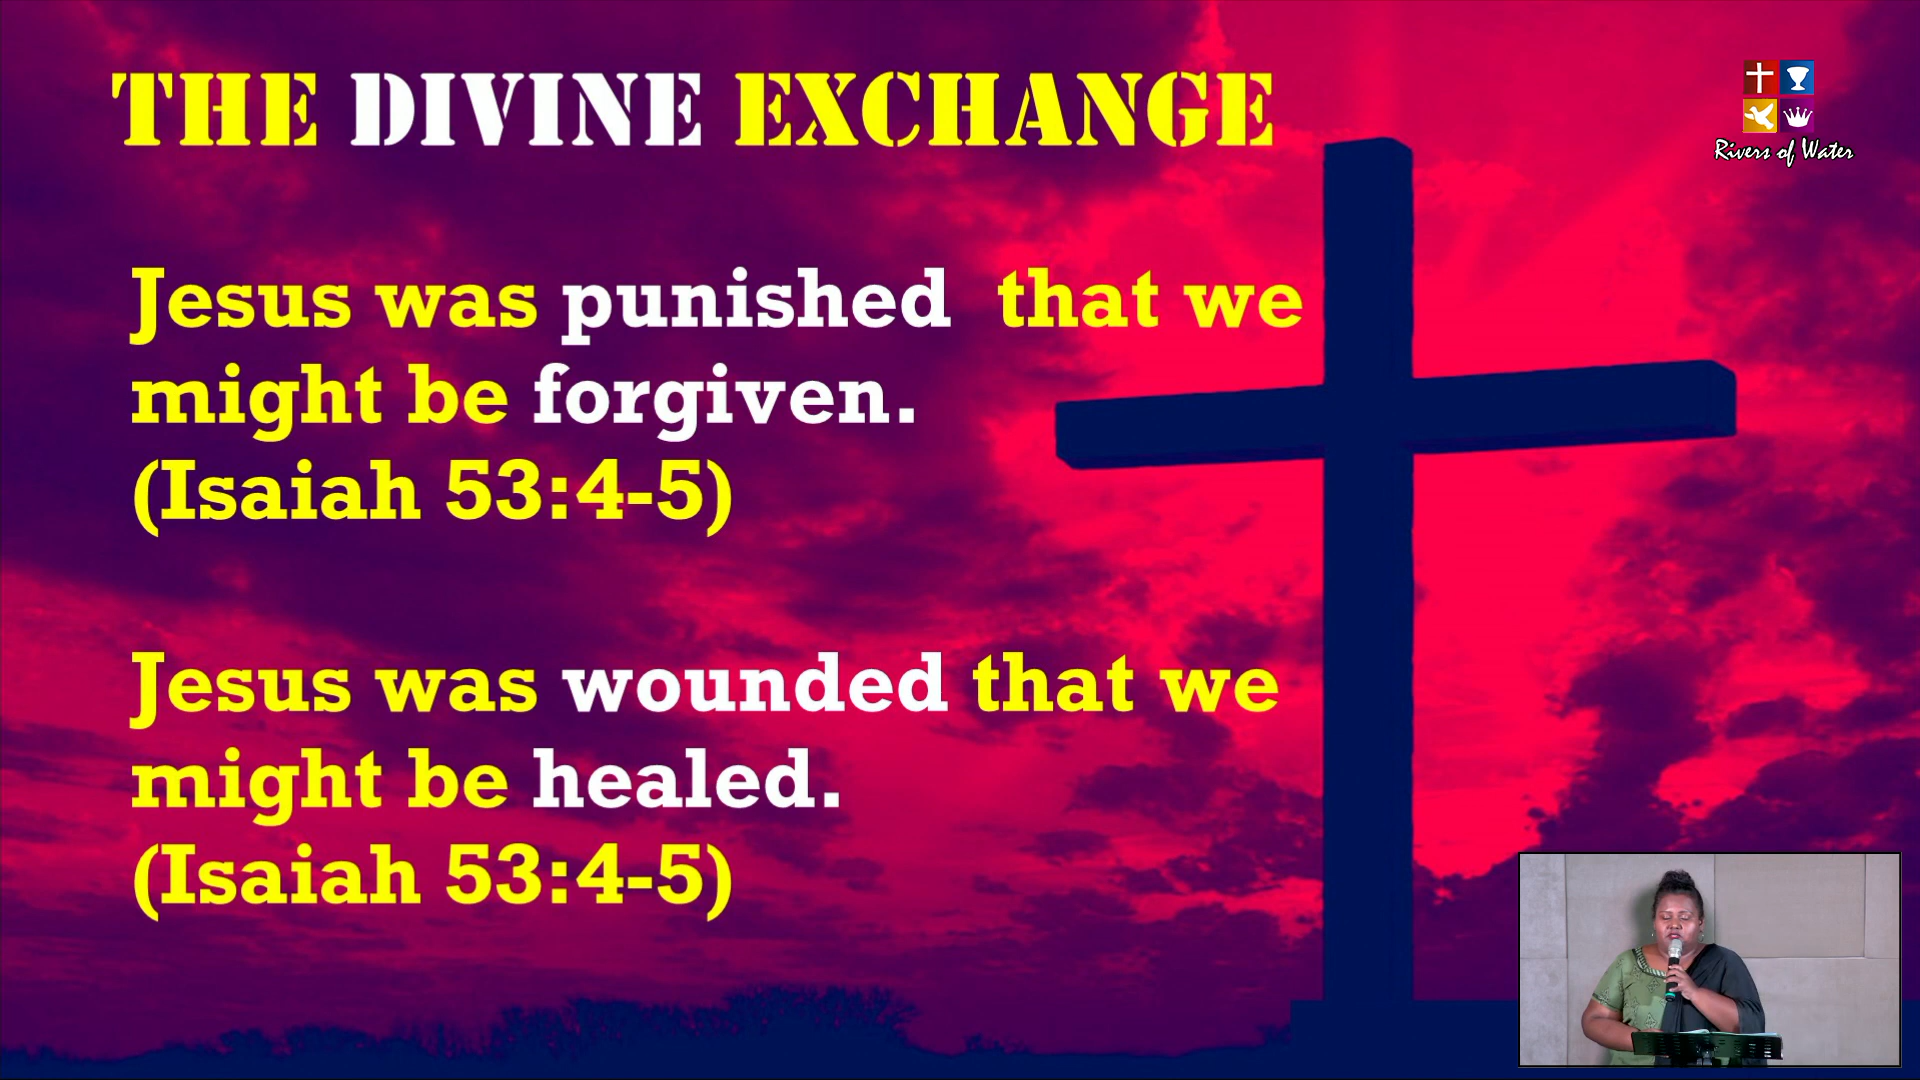 THE DIVINE EXCHANGE
Rivers of Water
Jesus was punished that we
might be forgiven.
(Isaiah 53:4-5)
Jesus was wounded that we
might be healed.
(Isaiah 53:4-5)